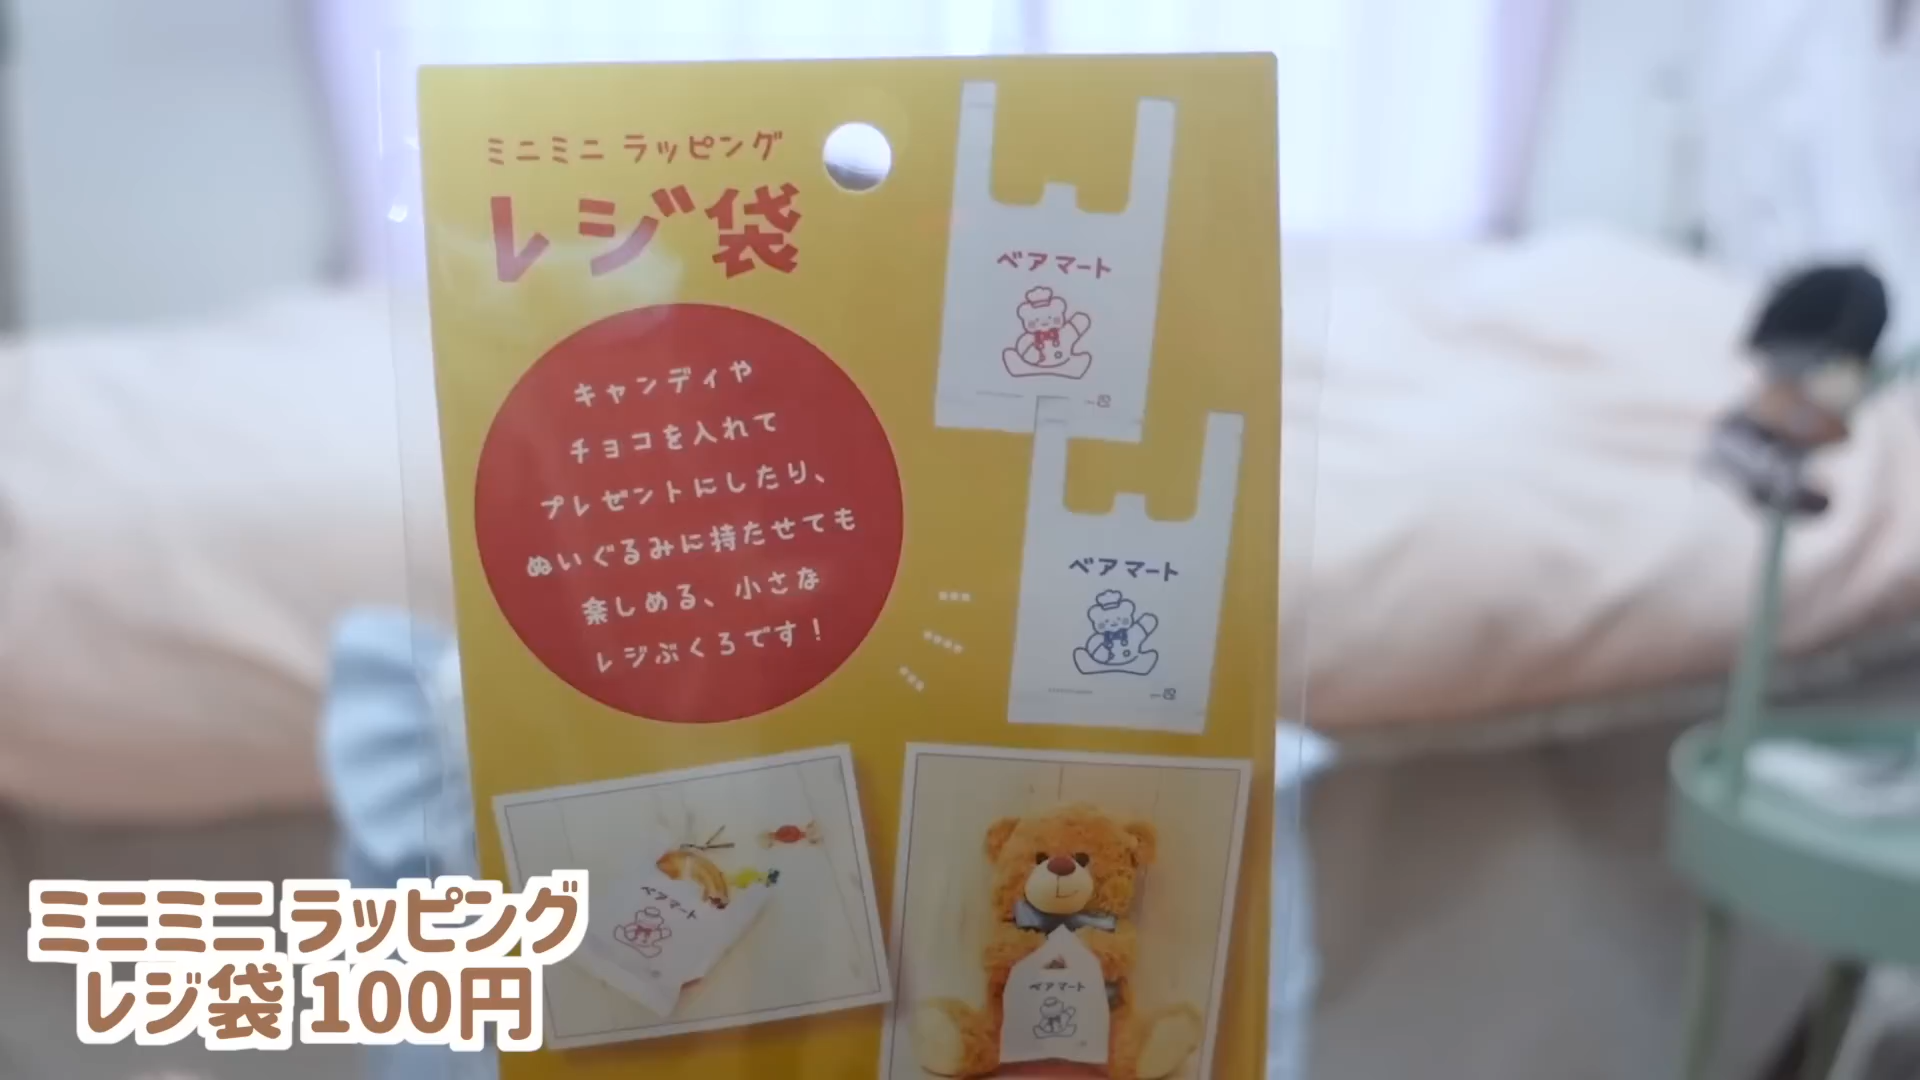 ミニミニ ラッピング
レジ袋
キャンディや
チョコを入れて
プレゼントにしたり、
ぬいぐるみに持たせても
楽しめる、小さな
レジぶくろです!
ベアマート
ベアマート
ベアマート
ベアマート
ミニミニ ラッピング
レジ袋 100円